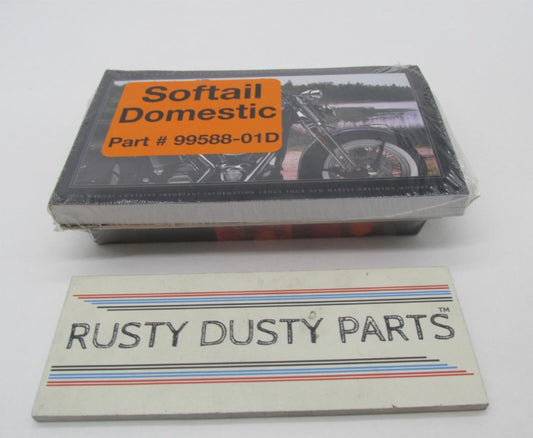 Softail
Domestic
Part # 99588-01D
RUSTY DUSTY PARTS™